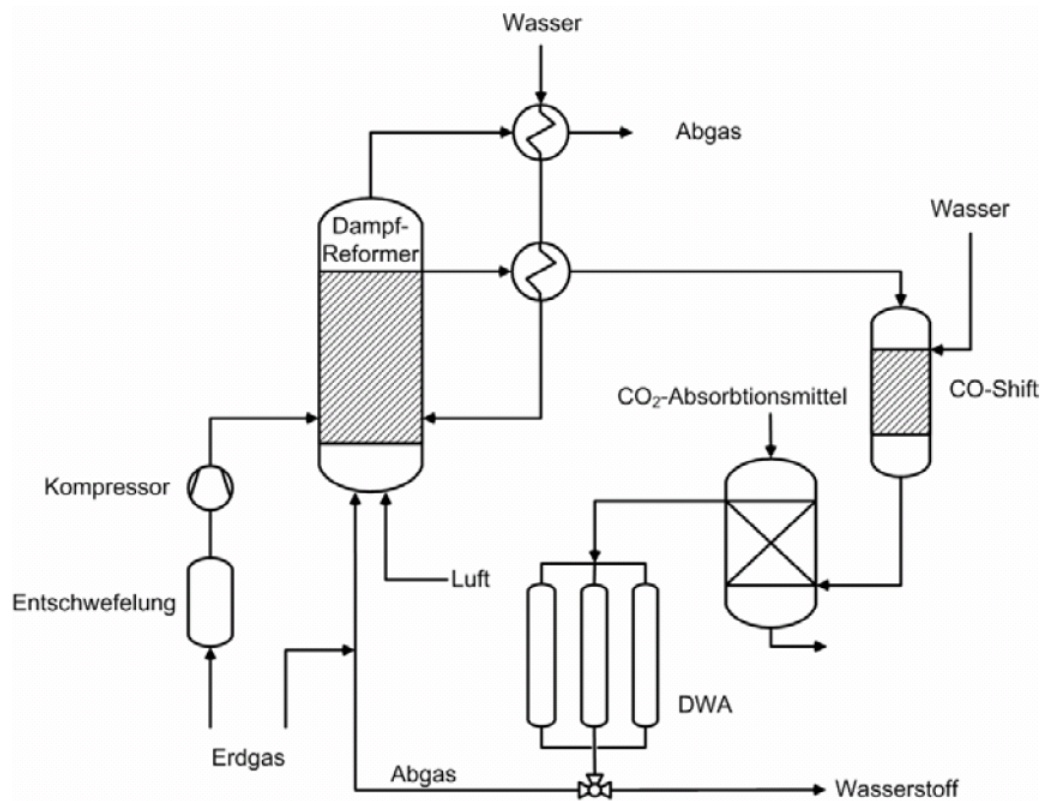 Wasser
Abgas
Dampf-
Reformer
Wasser
CO₂-Absorbtionsmittel
CO-Shift
Kompressor
Luft
Entschwefelung
DWA
Erdgas
Abgas
Wasserstoff